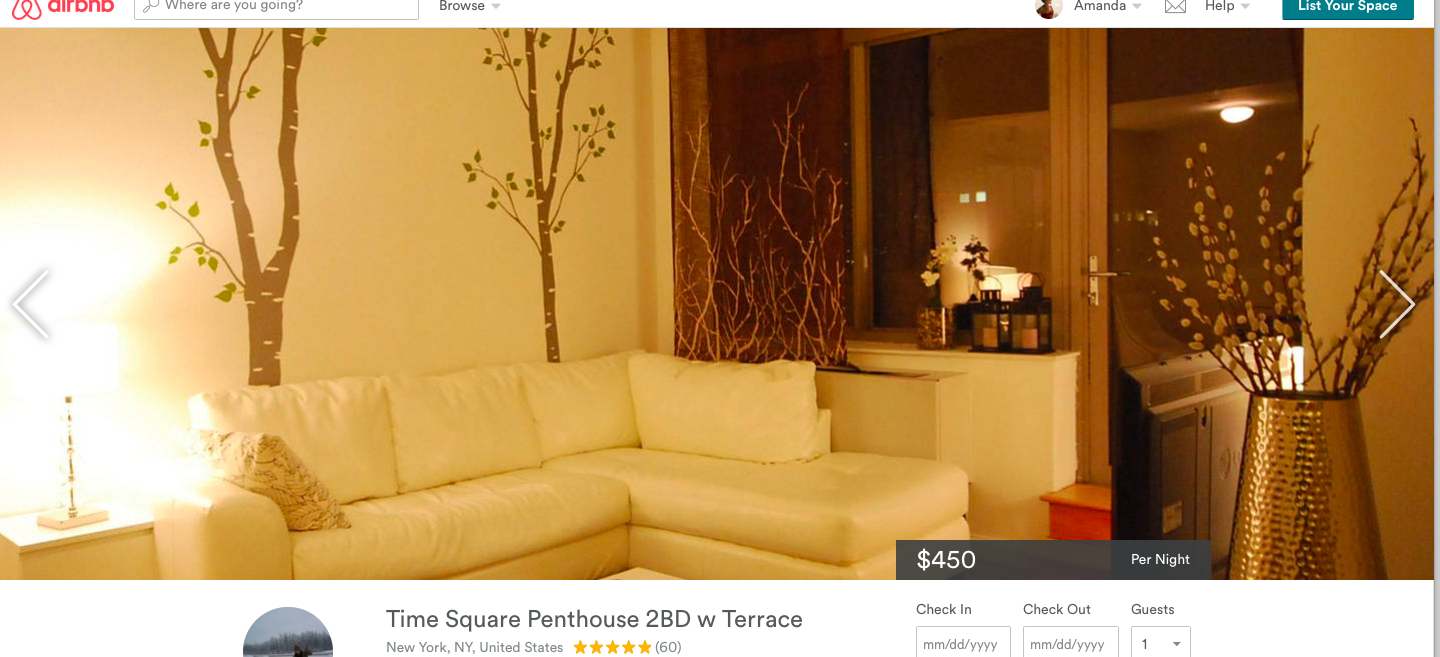 airbnb
Where are you going?
Browse
Amanda
Help
List Your Space
$450
Per Night
Time Square Penthouse 2BD w Terrace
New York, NY, United States
(60)
Check In
Check Out
Guests
mm/dd/yyyy
mm/dd/yyyy
1